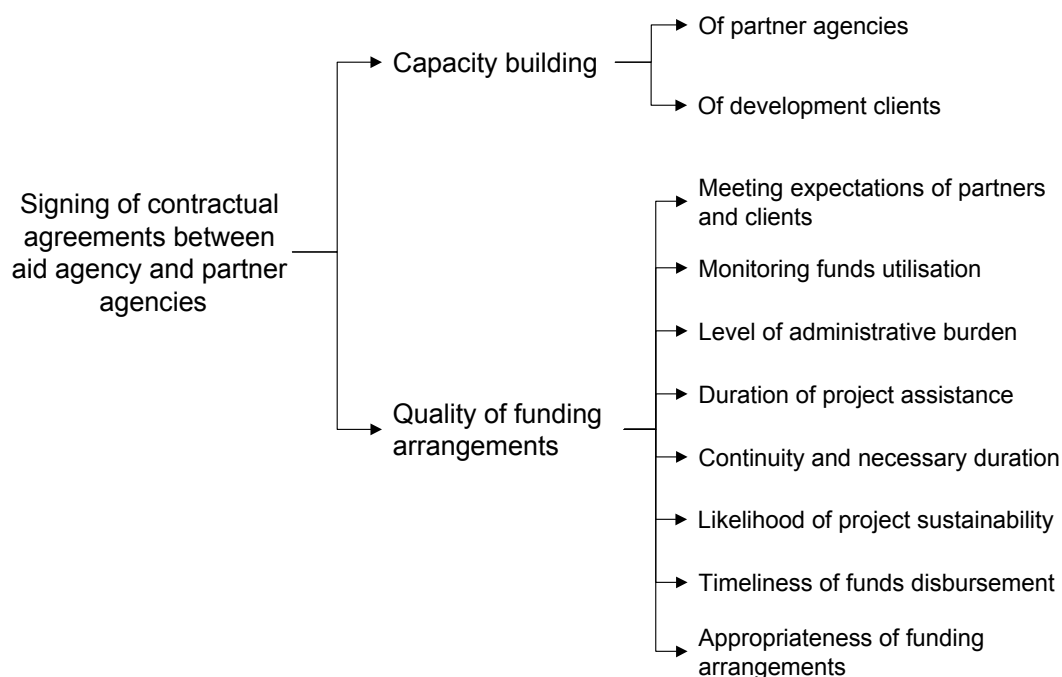 Signing of contractual
agreements between
aid agency and partner
agencies
Capacity building
Of partner agencies
Of development clients
Quality of funding
arrangements
Meeting expectations of partners
and clients
Monitoring funds utilisation
Level of administrative burden
Duration of project assistance
Continuity and necessary duration
Likelihood of project sustainability
Timeliness of funds disbursement
Appropriateness of funding
arrangements